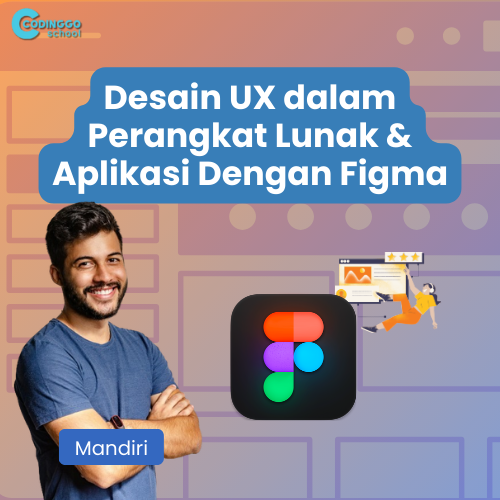 CODINGGO
school
Desain UX dalam
Perangkat Lunak &
Aplikasi Dengan Figma
Mandiri